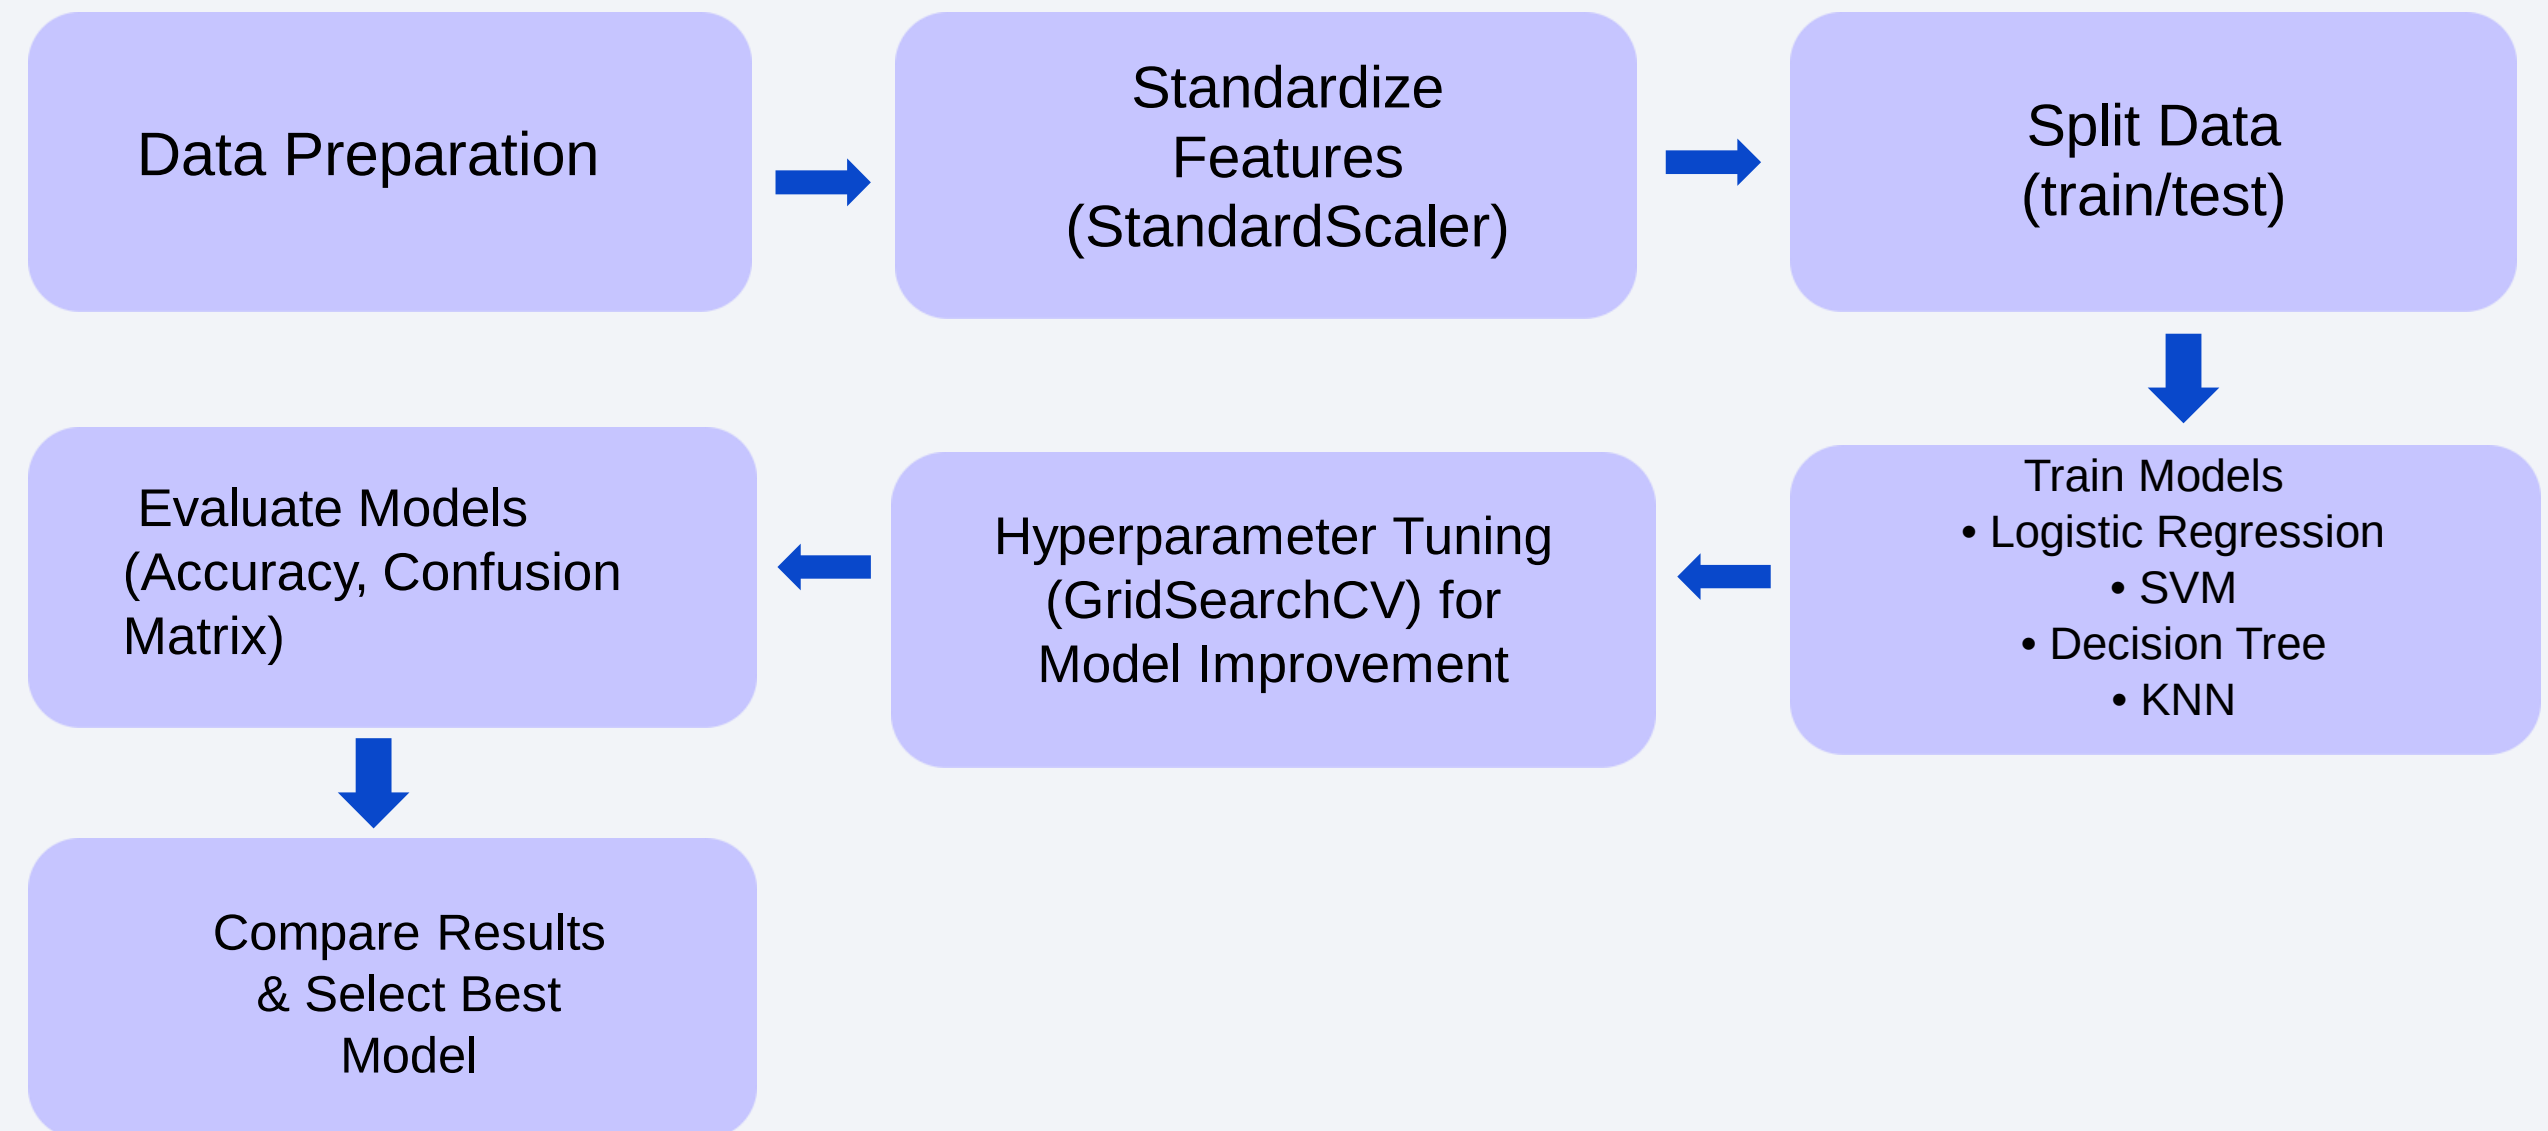 Data Preparation
Standardize
Features
(StandardScaler)
Split Data
(train/test)
Train Models
• Logistic Regression
• SVM
• Decision Tree
• KNN
Hyperparameter Tuning
(GridSearchCV) for
Model Improvement
Evaluate Models
(Accuracy, Confusion
Matrix)
Compare Results
& Select Best
Model